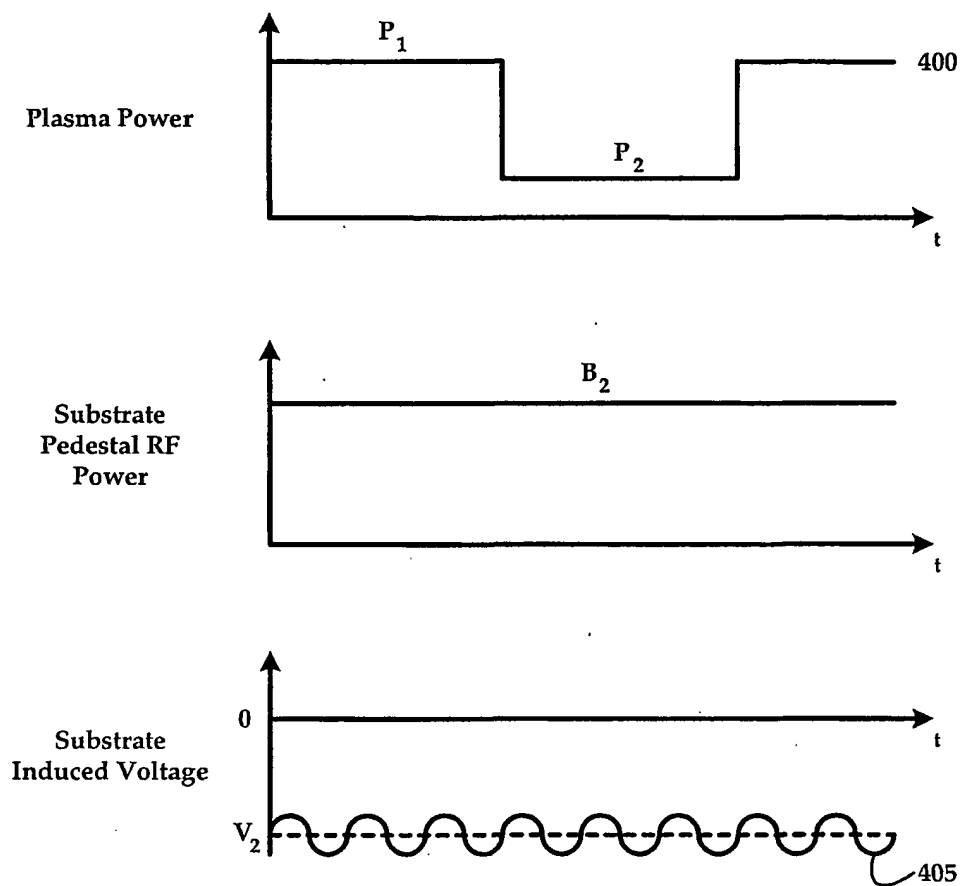 P1
400
Plasma Power
P2
t
B2
Substrate
Pedestal RF
Power
t
0
t
Substrate
Induced Voltage
V2
405